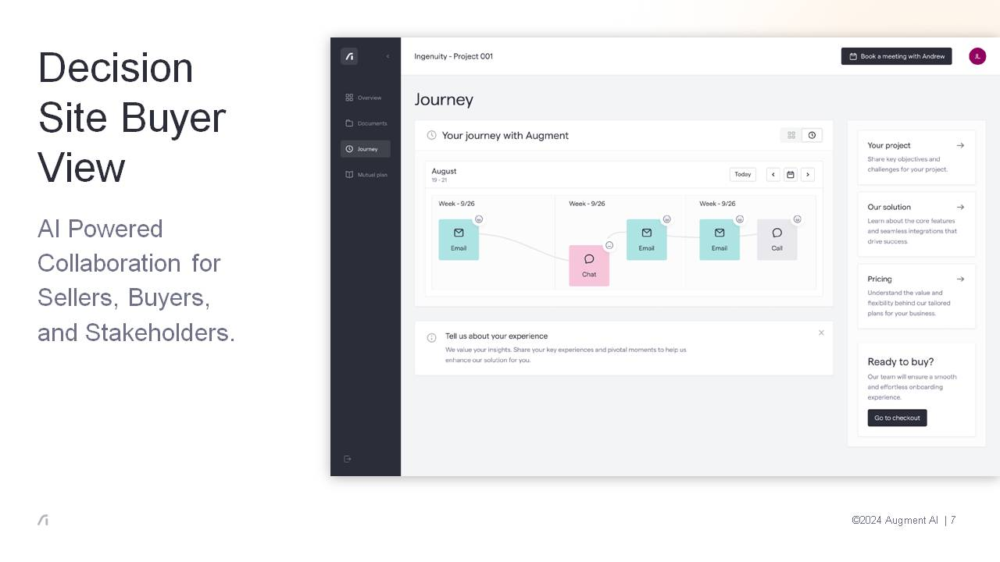 Decision
Site Buyer
View
AI Powered
Collaboration for
Sellers, Buyers,
and Stakeholders.
Ingenuity - Project 001
Book a meeting with Andrew
JL
Overview
Documents
Journey
Mutual plan
Journey
Your journey with Augment
August
19 - 21
Today
Week - 9/26
Week - 9/26
Week - 9/26
Email
Chat
Email
Email
Call
Tell us about your experience
We value your insights. Share your key experiences and pivotal moments to help us
enhance our solution for you.
Your project
Share key objectives and
challenges for your project.
Our solution
Learn about the core features
and seamless integrations that
drive success.
Pricing
Understand the value and
flexibility behind our tailored
plans for your business.
Ready to buy?
Our team will ensure a smooth
and effortless onboarding
experience.
Go to checkout
©2024 Augment AI | 7